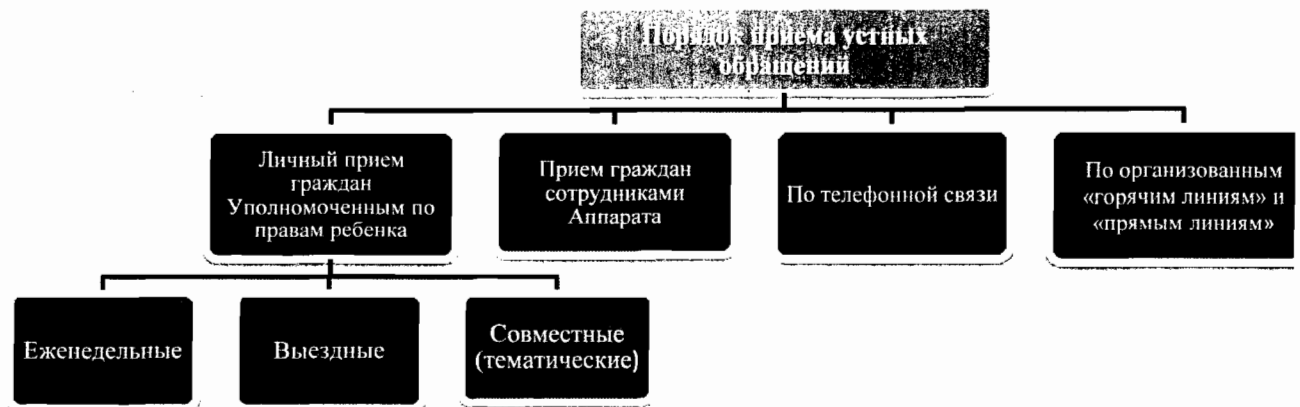 Порядок приема устных
обращений
Личный прием
граждан
Уполномоченным по
правам ребенка
Прием граждан
сотрудниками
Аппарата
По телефонной связи
По организованным
«горячим линиям» и
«прямым линиям»
Еженедельные
Выездные
Совместные
(тематические)